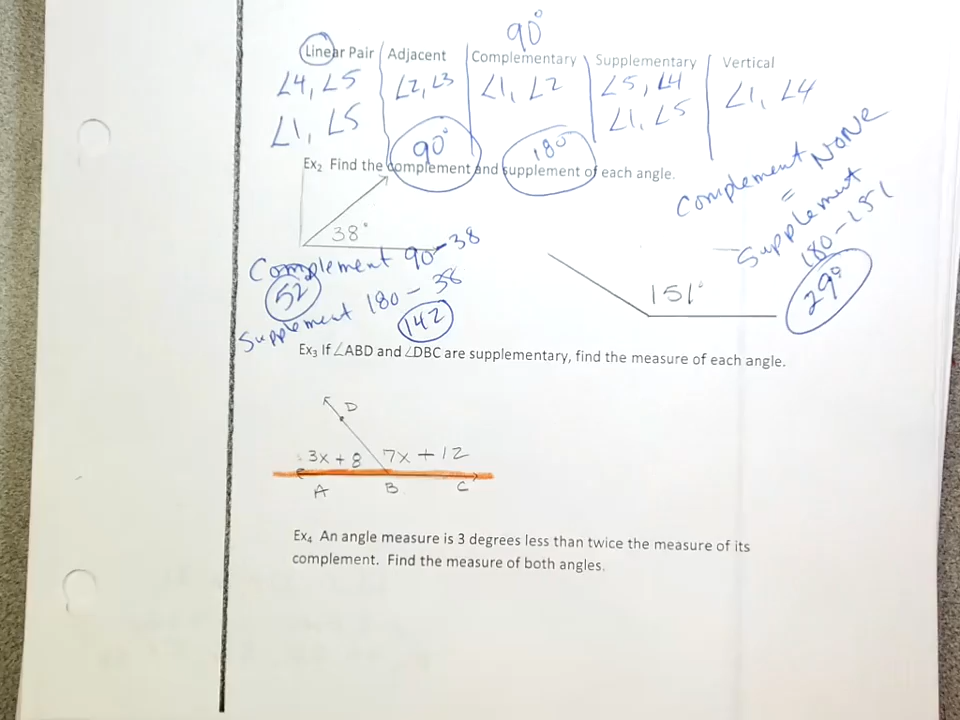 90°
Linear Pair Adjacent Complementary Supplementary Vertical
∠4, ∠5 ∠2, ∠3 ∠1, ∠2 ∠5, ∠4 ∠1, ∠4
∠1, ∠5 ∠1, ∠5
90° 180
Ex2 Find the complement and supplement of each angle.
38°
Complement 90-38
52
Supplement 180 - 38
142
Complement NONE
=
Supplement
180-151
29°
151°
Ex3 If ∠ABD and ∠DBC are supplementary, find the measure of each angle.
D
3x + 8 7x + 12
A B C
Ex4 An angle measure is 3 degrees less than twice the measure of its
complement. Find the measure of both angles.